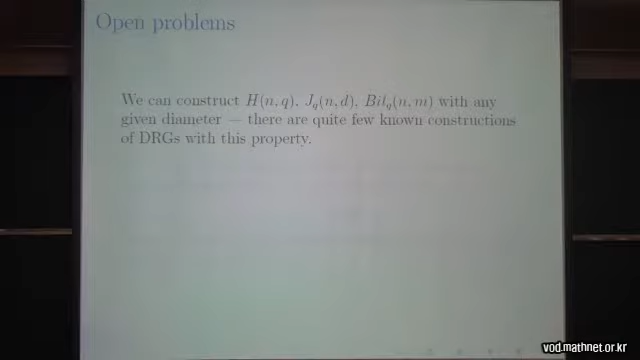 Open problems
We can construct H(n, q), J_q(n, d), Bil_q(n, m) with any
given diameter — there are quite few known constructions
of DRGs with this property.
vod.mathnet.or.kr